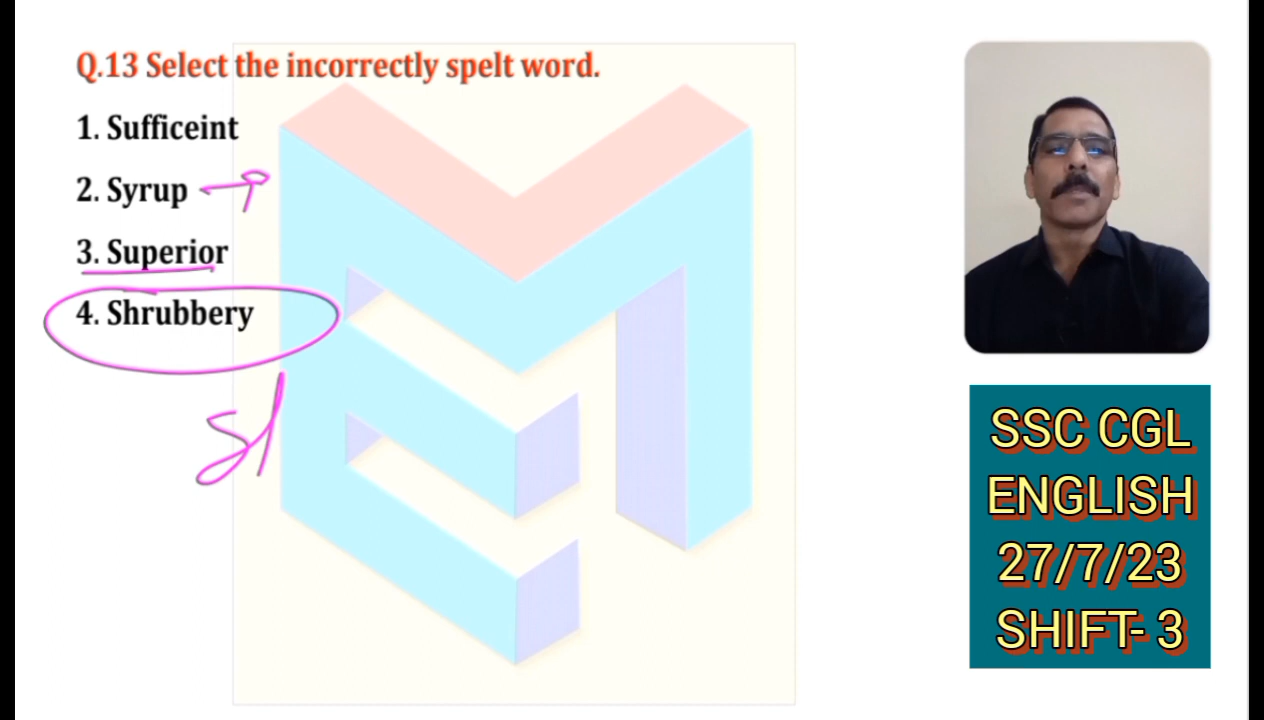 Q.13 Select the incorrectly spelt word.
1. Sufficeint
2. Syrup
3. Superior
4. Shrubbery
SSC CGL
ENGLISH
27/7/23
SHIFT- 3